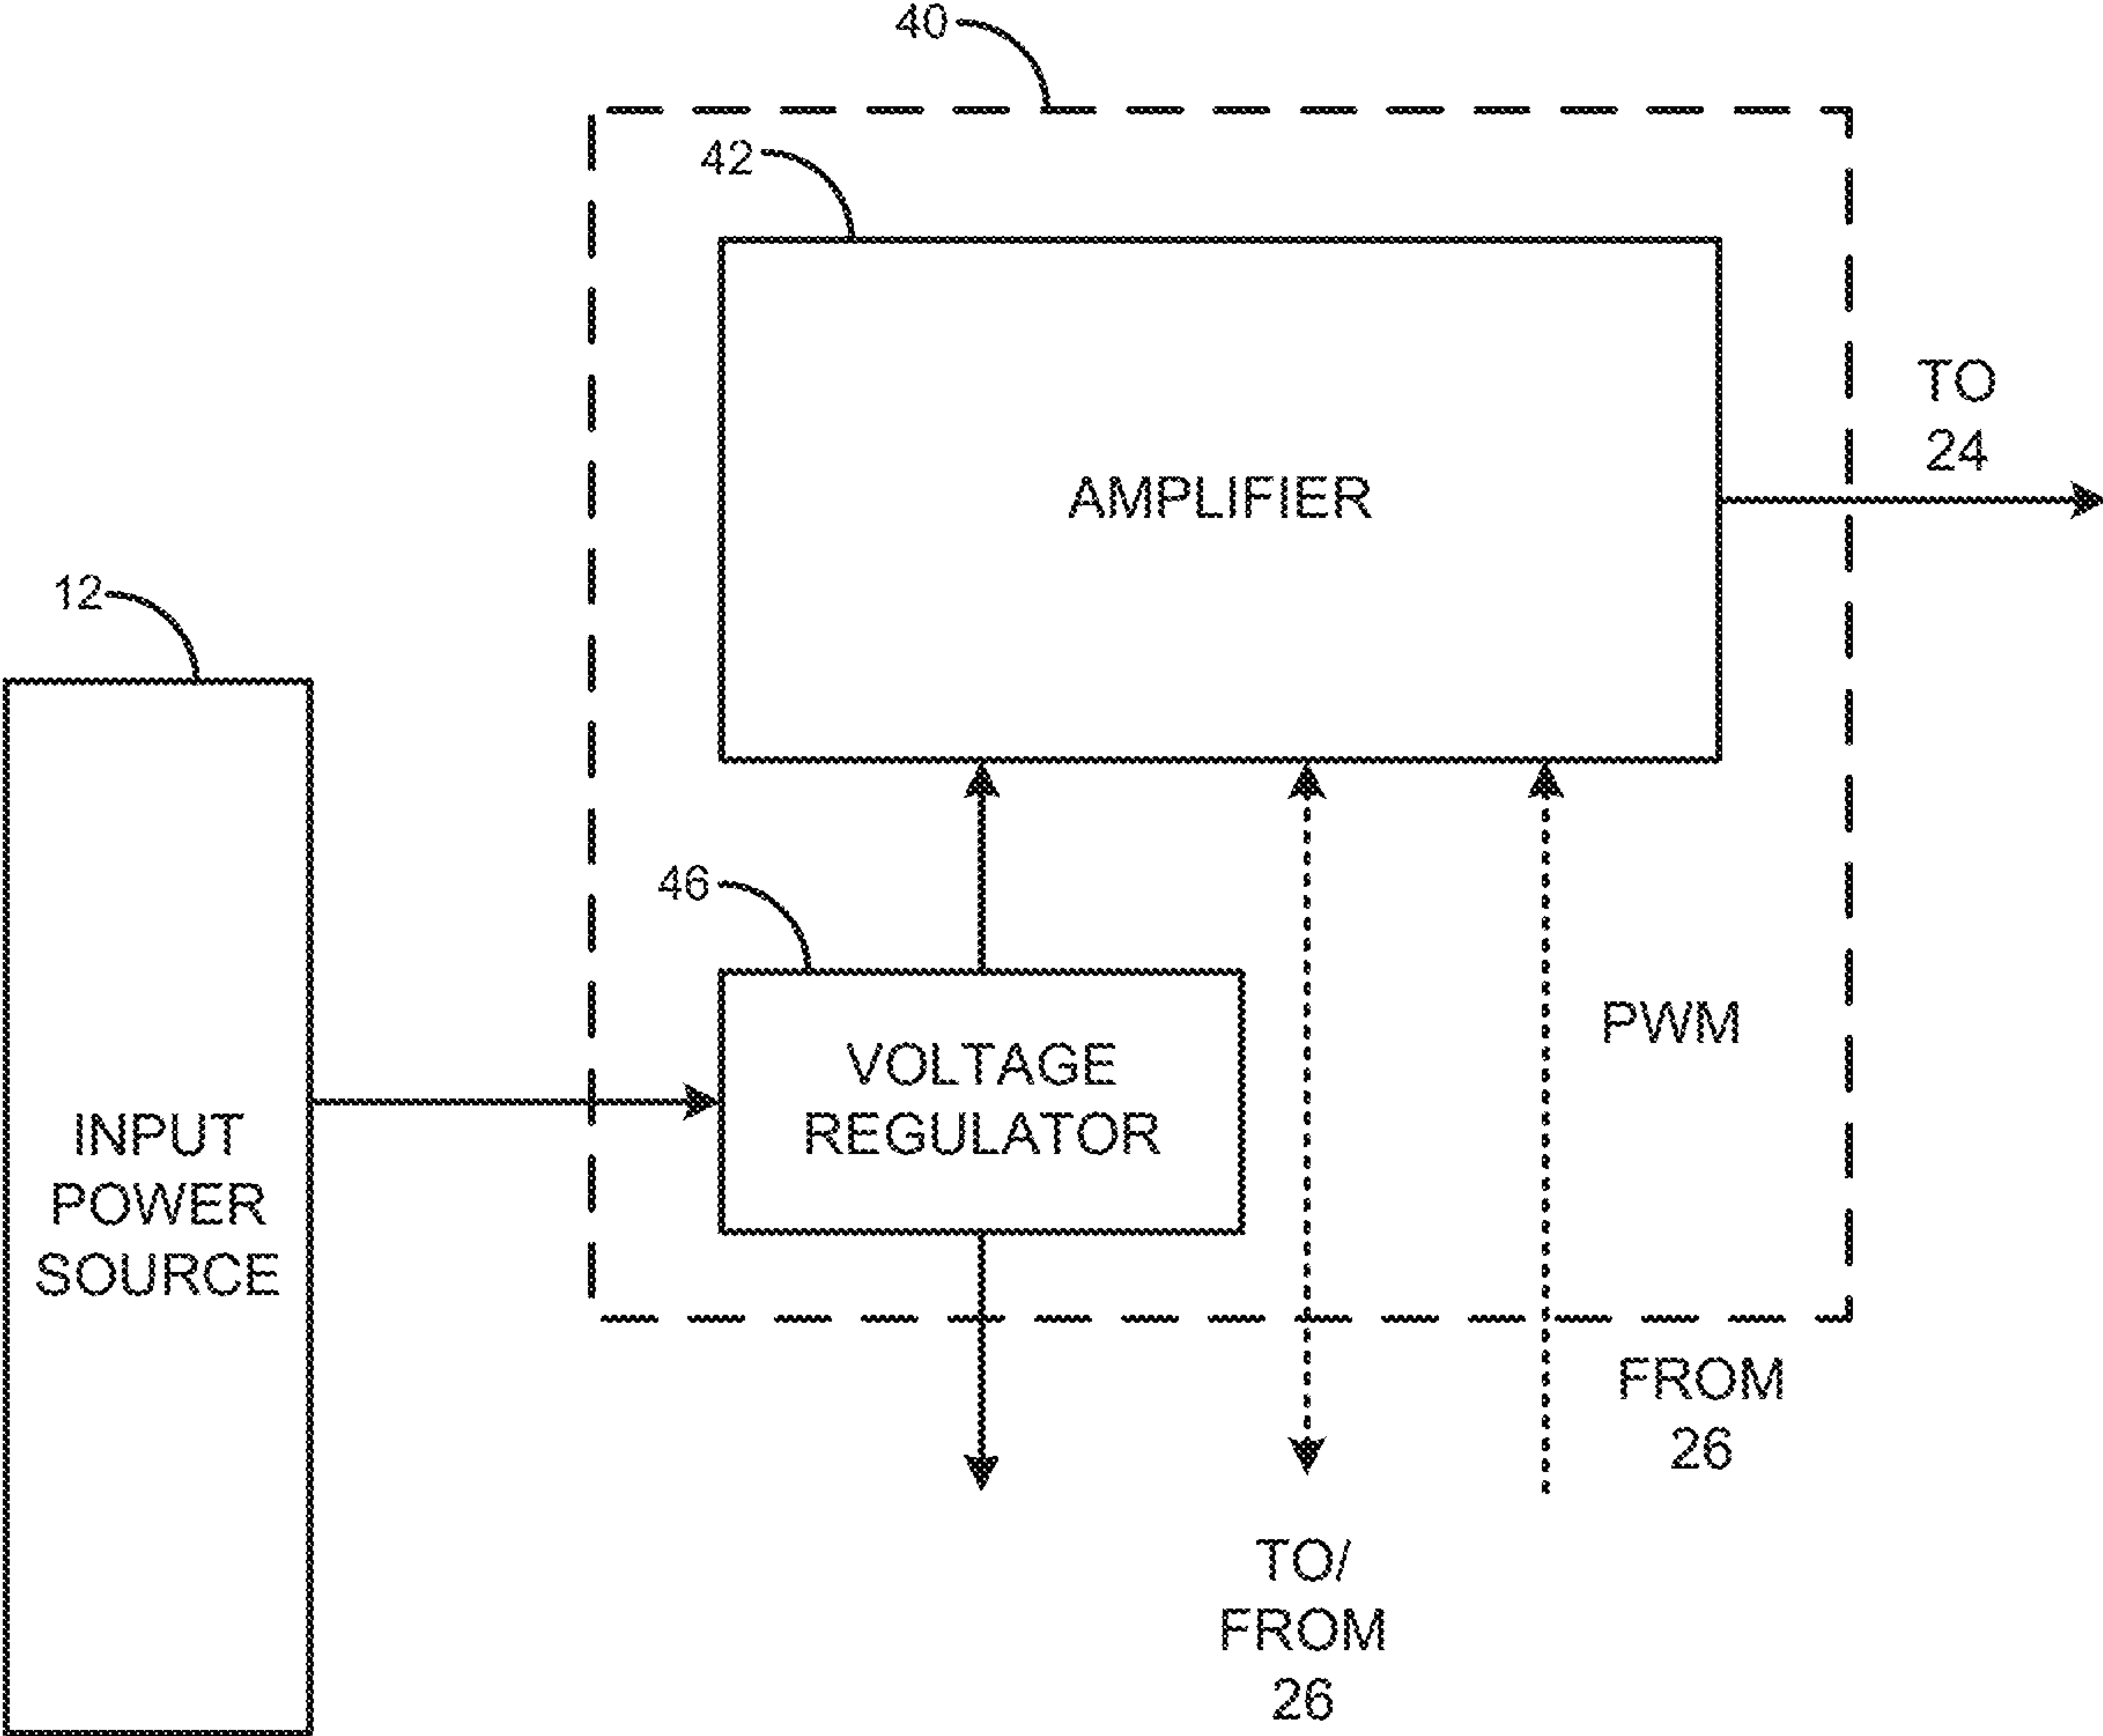 40
42
AMPLIFIER
TO
24
12
46
VOLTAGE
REGULATOR
PWM
INPUT
POWER
SOURCE
FROM
26
TO/
FROM
26